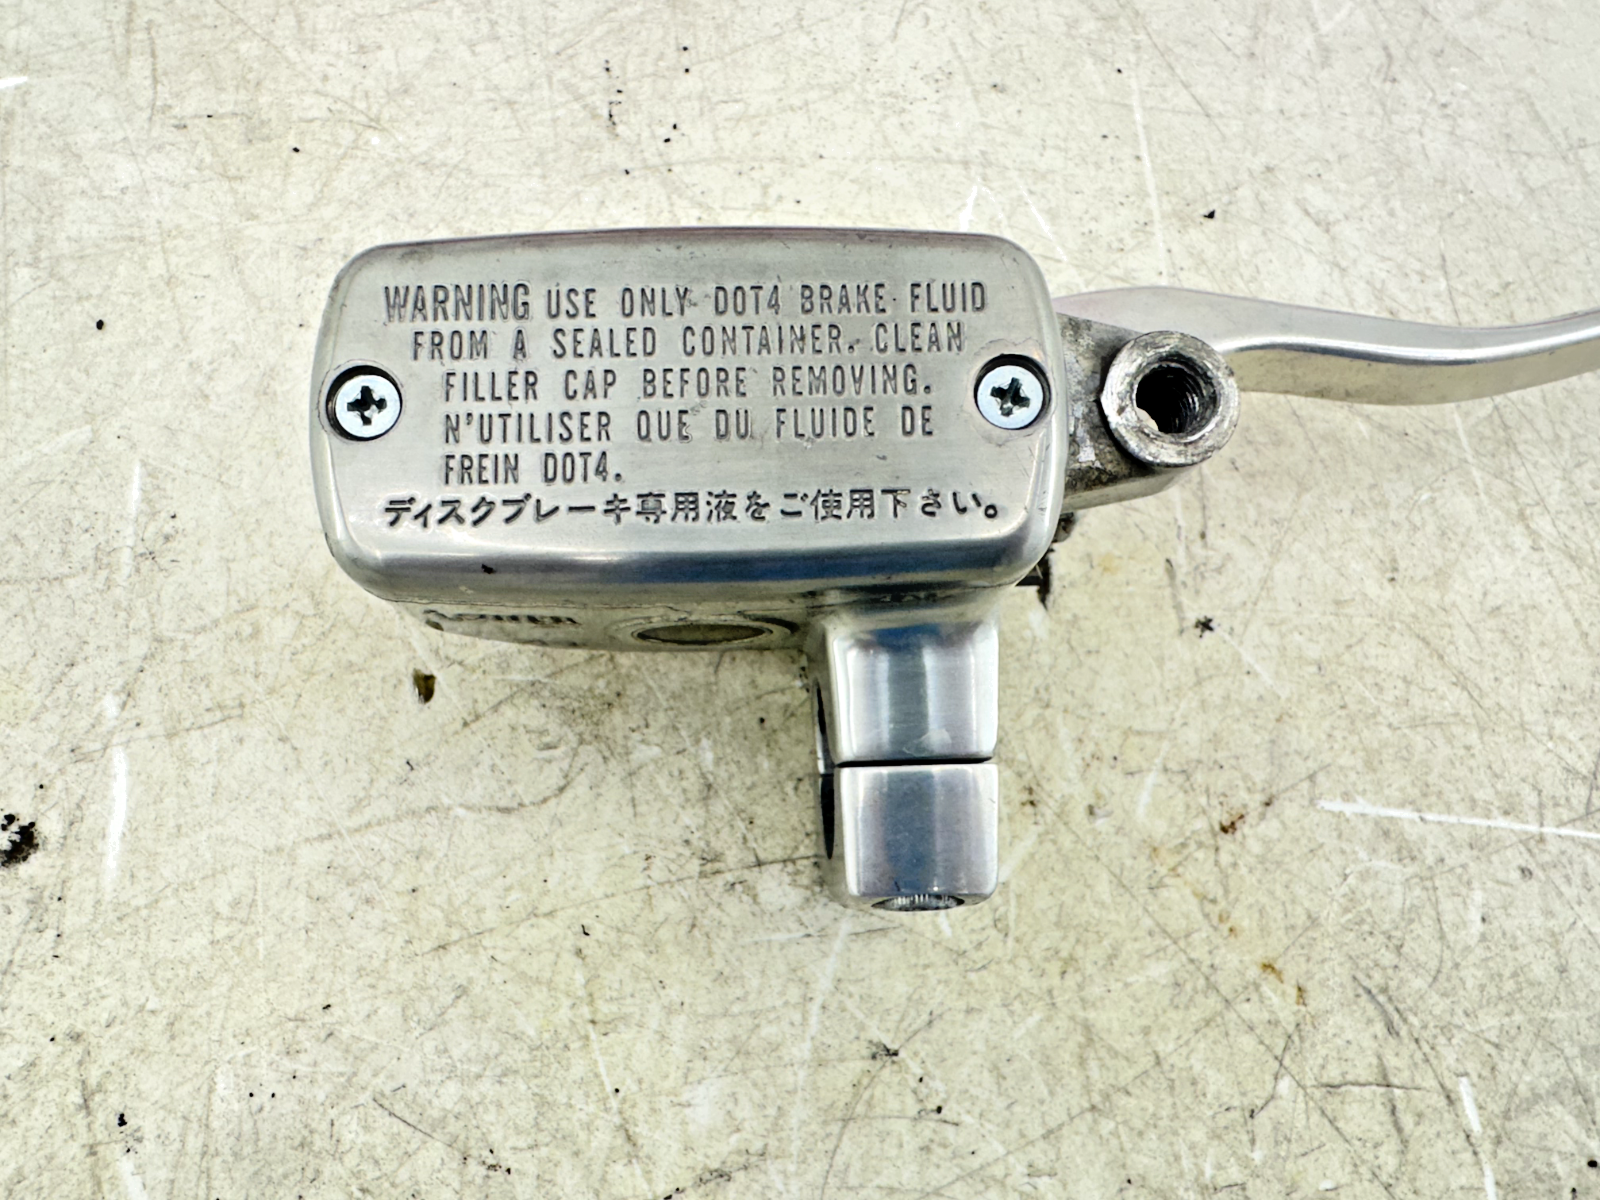 WARNING USE ONLY DOT4 BRAKE FLUID
FROM A SEALED CONTAINER. CLEAN
FILLER CAP BEFORE REMOVING.
N'UTILISER QUE DU FLUIDE DE
FREIN DOT4.
ディスクブレーキ専用液をご使用下さい。